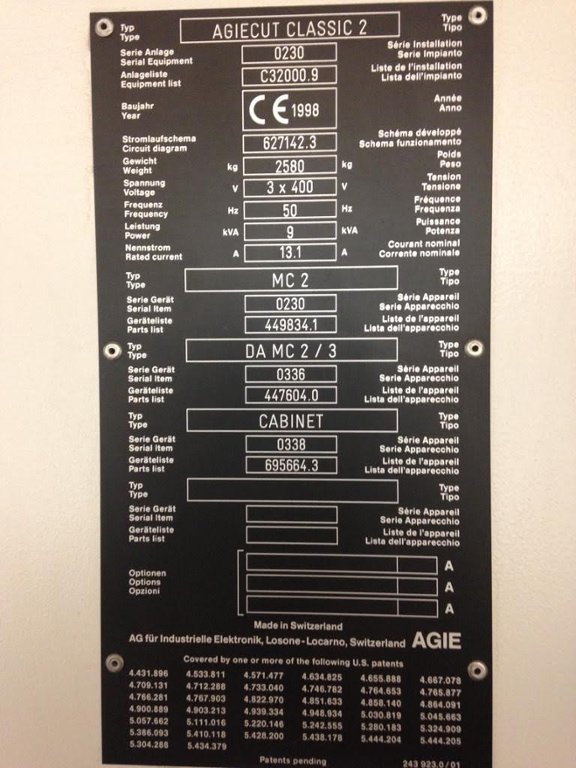 Typ
Type AGIECUT CLASSIC 2 Type
Tipo
Serie Anlage
Serial Equipment 0230 Série Installation
Serie Impianto
Anlageliste
Equipment list C32000.9 Liste de l'installation
Lista dell'impianto
Baujahr
Year CE 1998 Année
Anno
Stromlaufschema
Circuit diagram 627142.3 Schéma développé
Schema funzionamento
Gewicht
Weight kg 2580 kg Poids
Peso
Spannung
Voltage V 3 x 400 V Tension
Tensione
Frequenz
Frequency Hz 50 Hz Fréquence
Frequenza
Leistung
Power kVA 9 kVA Puissance
Potenza
Nennstrom
Rated current A 13.1 A Courant nominal
Corrente nominale
Typ
Type MC 2 Type
Tipo
Serie Gerät
Serial Item 0230 Série Appareil
Serie Apparecchio
Geräteliste
Parts list 449834.1 Liste de l'appareil
Lista dell'apparecchio
Typ
Type DA MC 2 / 3 Type
Tipo
Serie Gerät
Serial Item 0336 Série Appareil
Serie Apparecchio
Geräteliste
Parts list 447604.0 Liste de l'appareil
Lista dell'apparecchio
Typ
Type CABINET Type
Tipo
Serie Gerät
Serial Item 0338 Série Appareil
Serie Apparecchio
Geräteliste
Parts list 695664.3 Liste de l'appareil
Lista dell'apparecchio
Typ
Type Type
Tipo
Serie Gerät
Serial Item Série Appareil
Serie Apparecchio
Geräteliste
Parts list Liste de l'appareil
Lista dell'apparecchio
Optionen
Options
Opzioni
A
A
A
Made in Switzerland
AG für Industrielle Elektronik, Losone-Locarno, Switzerland AGIE
Covered by one or more of the following U.S. patents
4.431.896 4.533.811 4.571.477 4.634.825 4.655.888 4.667.078
4.709.131 4.712.288 4.733.040 4.746.782 4.764.653 4.765.877
4.766.281 4.767.903 4.822.970 4.851.633 4.858.140 4.864.091
4.900.889 4.903.213 4.939.334 4.948.934 5.030.819 5.045.663
5.057.662 5.111.016 5.220.146 5.242.555 5.280.183 5.324.909
5.386.093 5.410.118 5.428.200 5.438.178 5.444.204 5.444.205
5.304.288 5.434.379
Patents pending 243 923.0 / 01